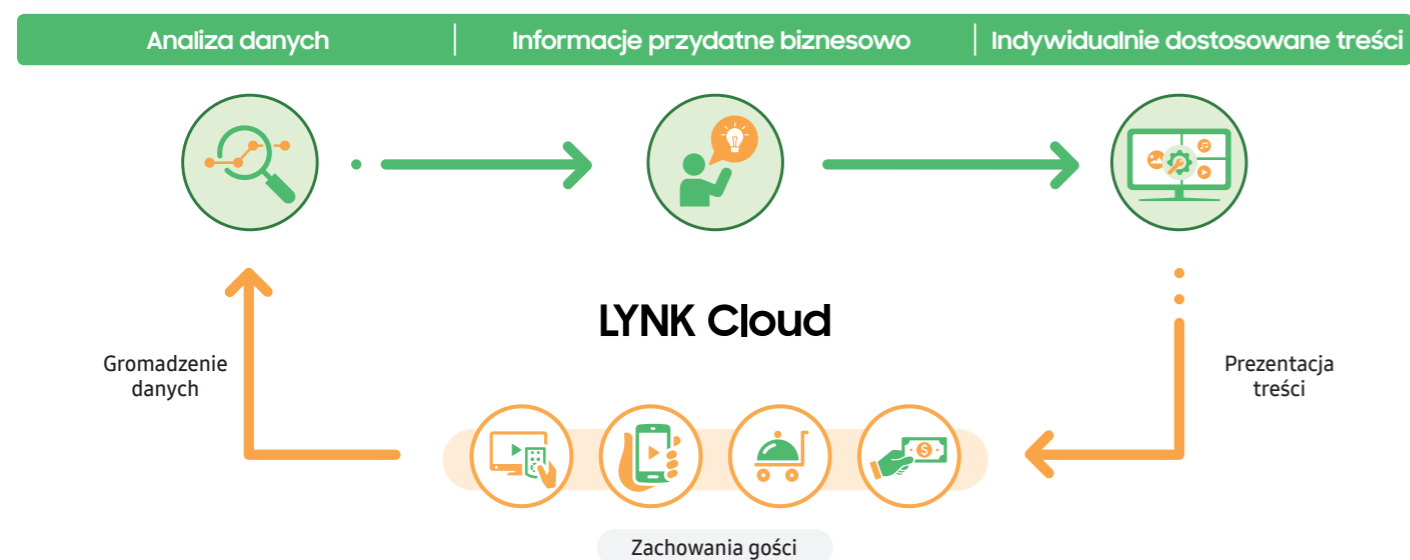 Analiza danych
Informacje przydatne biznesowo
Indywidualnie dostosowane treści
LYNK Cloud
Gromadzenie
danych
Prezentacja
treści
Zachowania gości